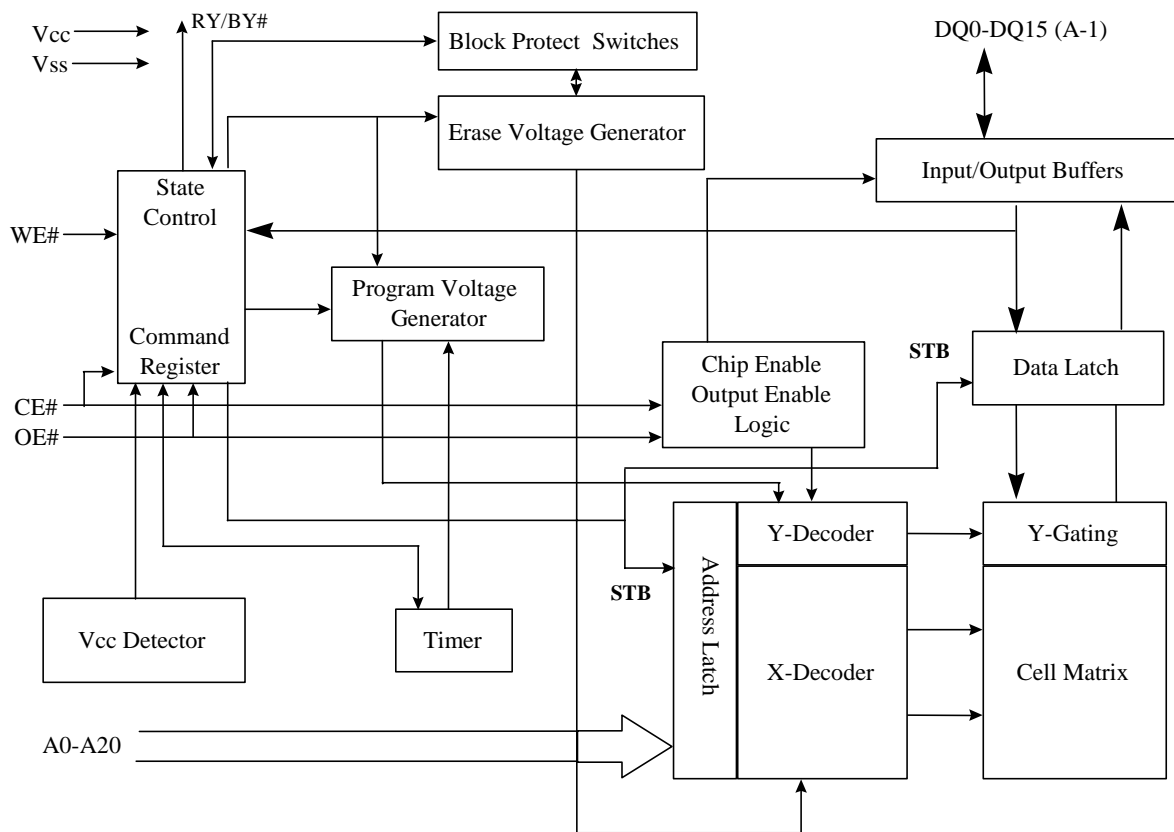 Vcc
Vss
RY/BY#
Block Protect Switches
DQ0-DQ15 (A-1)
Erase Voltage Generator
Input/Output Buffers
State
Control
WE#
Program Voltage
Generator
Command
Register
STB
Chip Enable
Output Enable
Logic
Data Latch
CE#
OE#
Address Latch
Y-Decoder
Y-Gating
STB
Vcc Detector
Timer
X-Decoder
Cell Matrix
A0-A20